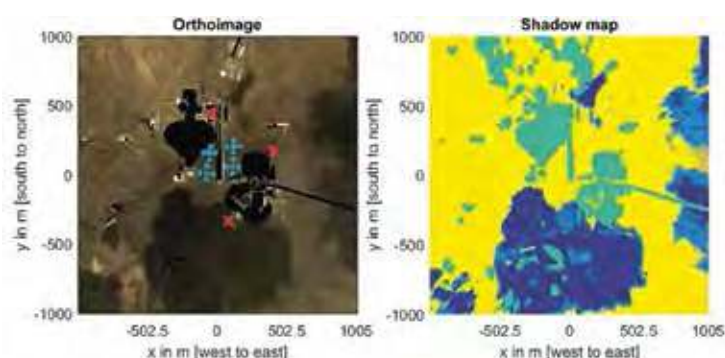 Orthoimage
1000
500
0
-500
-1000
-502.5 0 502.5 1005
x in m [west to east]
y in m [south to north]
Shadow map
1000
500
0
-500
-1000
-502.5 0 502.5 1005
x in m [west to east]
y in m [south to north]